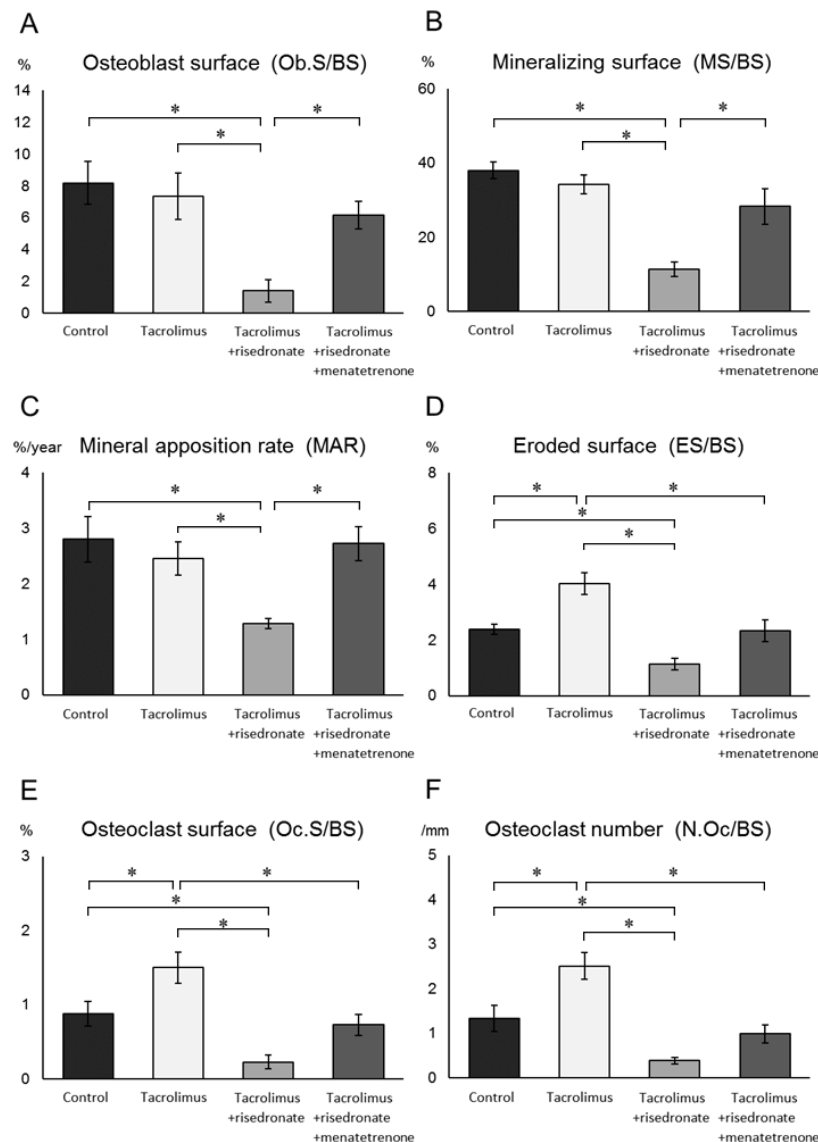 A
% Osteoblast surface (Ob.S/BS)
14
12
10
8
6
4
2
0
* * *
Control Tacrolimus Tacrolimus Tacrolimus
+risedronate +risedronate
+menatetrenone
B
% Mineralizing surface (MS/BS)
60
40
20
0
* * *
Control Tacrolimus Tacrolimus Tacrolimus
+risedronate +risedronate
+menatetrenone
C
%/year Mineral apposition rate (MAR)
4
3
2
1
0
* * *
Control Tacrolimus Tacrolimus Tacrolimus
+risedronate +risedronate
+menatetrenone
D
% Eroded surface (ES/BS)
8
6
4
2
0
* * * *
Control Tacrolimus Tacrolimus Tacrolimus
+risedronate +risedronate
+menatetrenone
E
% Osteoclast surface (Oc.S/BS)
3
2
1
0
* * * *
Control Tacrolimus Tacrolimus Tacrolimus
+risedronate +risedronate
+menatetrenone
F
/mm Osteoclast number (N.Oc/BS)
5
4
3
2
1
0
* * * *
Control Tacrolimus Tacrolimus Tacrolimus
+risedronate +risedronate
+menatetrenone